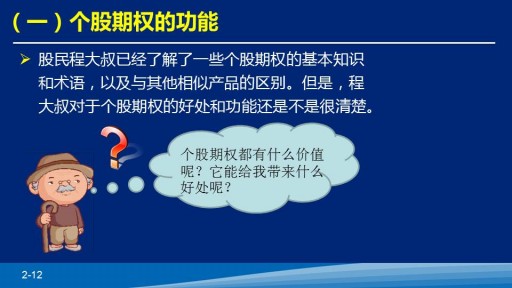 （一）个股期权的功能
股民程大叔已经了解了一些个股期权的基本知识
和术语，以及与其他相似产品的区别。但是，程
大叔对于个股期权的好处和功能还是不是很清楚。
个股期权都有什么价值
呢？它能给我带来什么
好处呢？
2-12